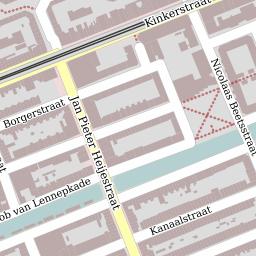 Kinkerstraat
Nicolaas Beetsstraat
Borgerstraat
Jan Pieter Heijestraat
ob van Lennepkade
Kanaalstraat